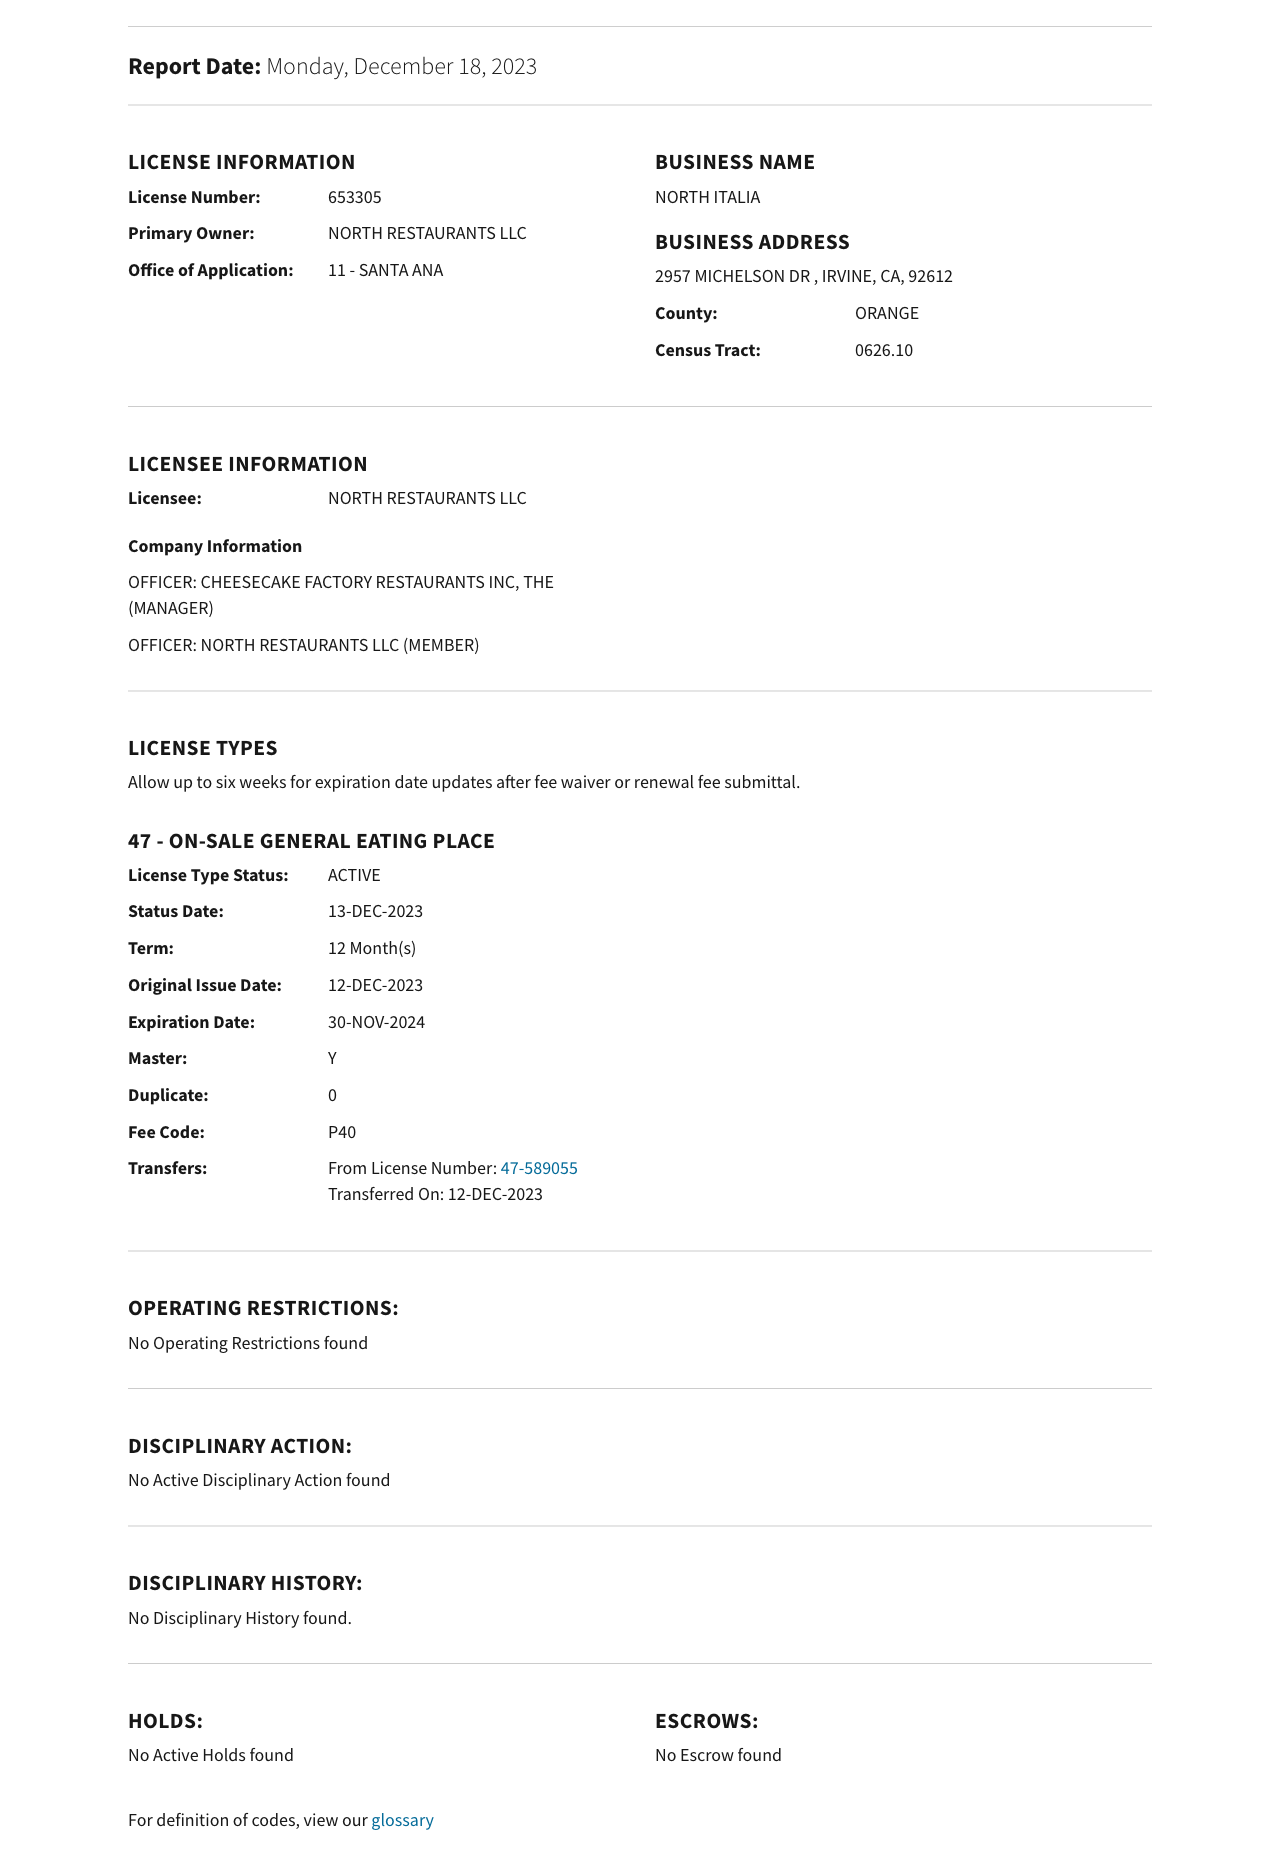 Report Date: Monday, December 18, 2023
LICENSE INFORMATION
License Number: 653305
Primary Owner: NORTH RESTAURANTS LLC
Office of Application: 11 - SANTA ANA
BUSINESS NAME
NORTH ITALIA
BUSINESS ADDRESS
2957 MICHELSON DR , IRVINE, CA, 92612
County: ORANGE
Census Tract: 0626.10
LICENSEE INFORMATION
Licensee: NORTH RESTAURANTS LLC
Company Information
OFFICER: CHEESECAKE FACTORY RESTAURANTS INC, THE
(MANAGER)
OFFICER: NORTH RESTAURANTS LLC (MEMBER)
LICENSE TYPES
Allow up to six weeks for expiration date updates after fee waiver or renewal fee submittal.
47 - ON-SALE GENERAL EATING PLACE
License Type Status: ACTIVE
Status Date: 13-DEC-2023
Term: 12 Month(s)
Original Issue Date: 12-DEC-2023
Expiration Date: 30-NOV-2024
Master: Y
Duplicate: 0
Fee Code: P40
Transfers: From License Number: 47-589055
Transferred On: 12-DEC-2023
OPERATING RESTRICTIONS:
No Operating Restrictions found
DISCIPLINARY ACTION:
No Active Disciplinary Action found
DISCIPLINARY HISTORY:
No Disciplinary History found.
HOLDS:
No Active Holds found
ESCROWS:
No Escrow found
For definition of codes, view our glossary